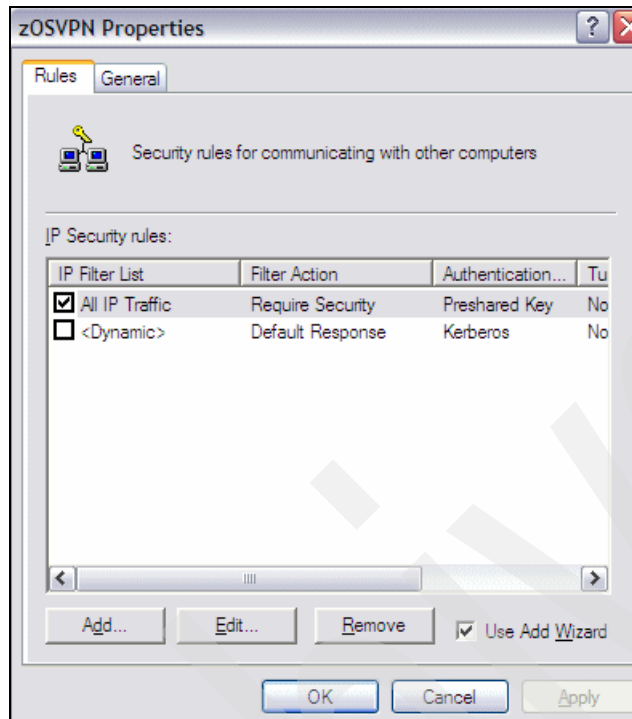 zOSVPN Properties
Rules General
Security rules for communicating with other computers
IP Security rules:
IP Filter List Filter Action Authentication... Tu
All IP Traffic Require Security Preshared Key No
<Dynamic> Default Response Kerberos No
Add... Edit... Remove Use Add Wizard
OK Cancel Apply